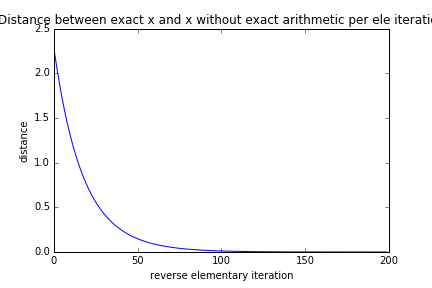 Distance between exact x and x without exact arithmetic per ele iteratio
2.5
2.0
1.5
1.0
0.5
0.0
distance
0 50 100 150 200
reverse elementary iteration